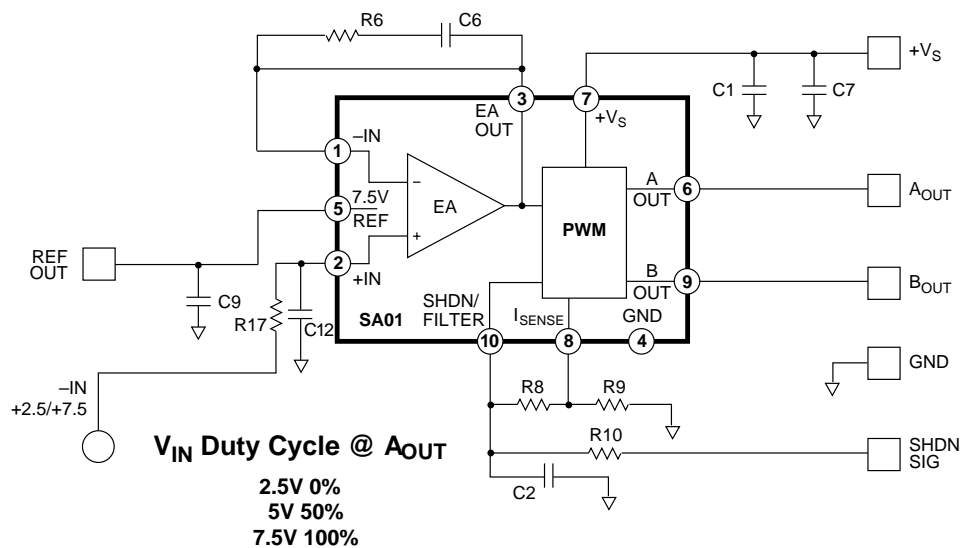 R6
C6
+VS
C1
C7
3
7
EA
OUT
+VS
–IN
1
–
A
OUT
6
AOUT
7.5V
5
REF
EA
PWM
+
REF
OUT
2
+IN
B
OUT
9
BOUT
C9
R17
C12
SHDN/
FILTER
ISENSE
GND
SA01
10
8
4
GND
–IN
+2.5/+7.5
R8
R9
R10
SHDN
SIG
C2
VIN Duty Cycle @ AOUT
2.5V 0%
5V 50%
7.5V 100%